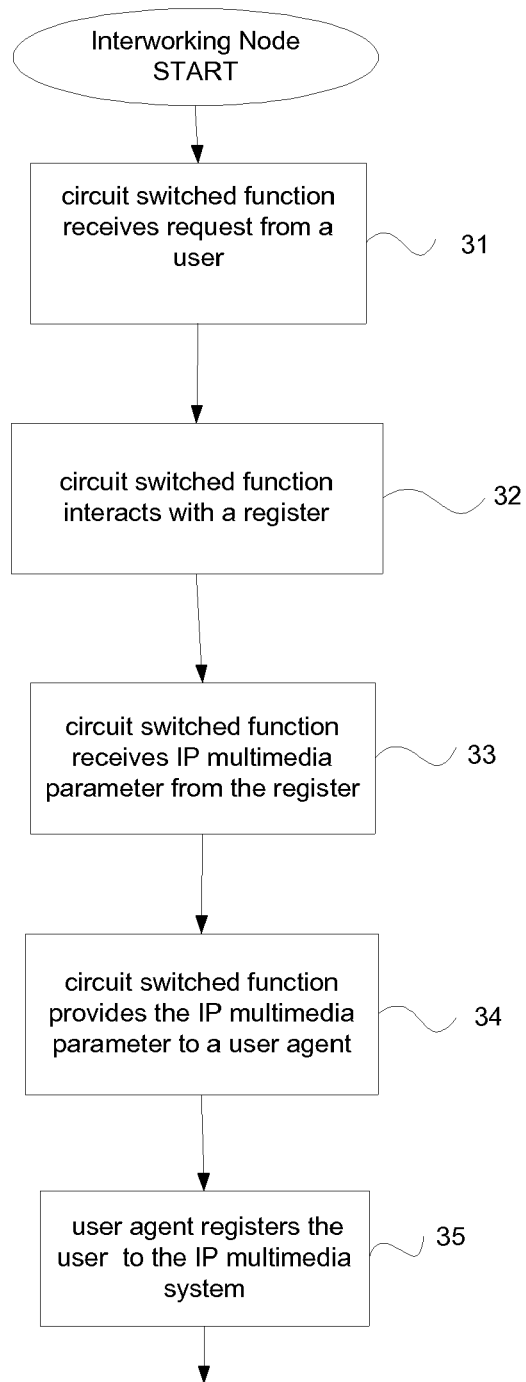 Interworking Node
START
circuit switched function
receives request from a
user
31
circuit switched function
interacts with a register
32
circuit switched function
receives IP multimedia
parameter from the register
33
circuit switched function
provides the IP multimedia
parameter to a user agent
34
user agent registers the
user to the IP multimedia
system
35